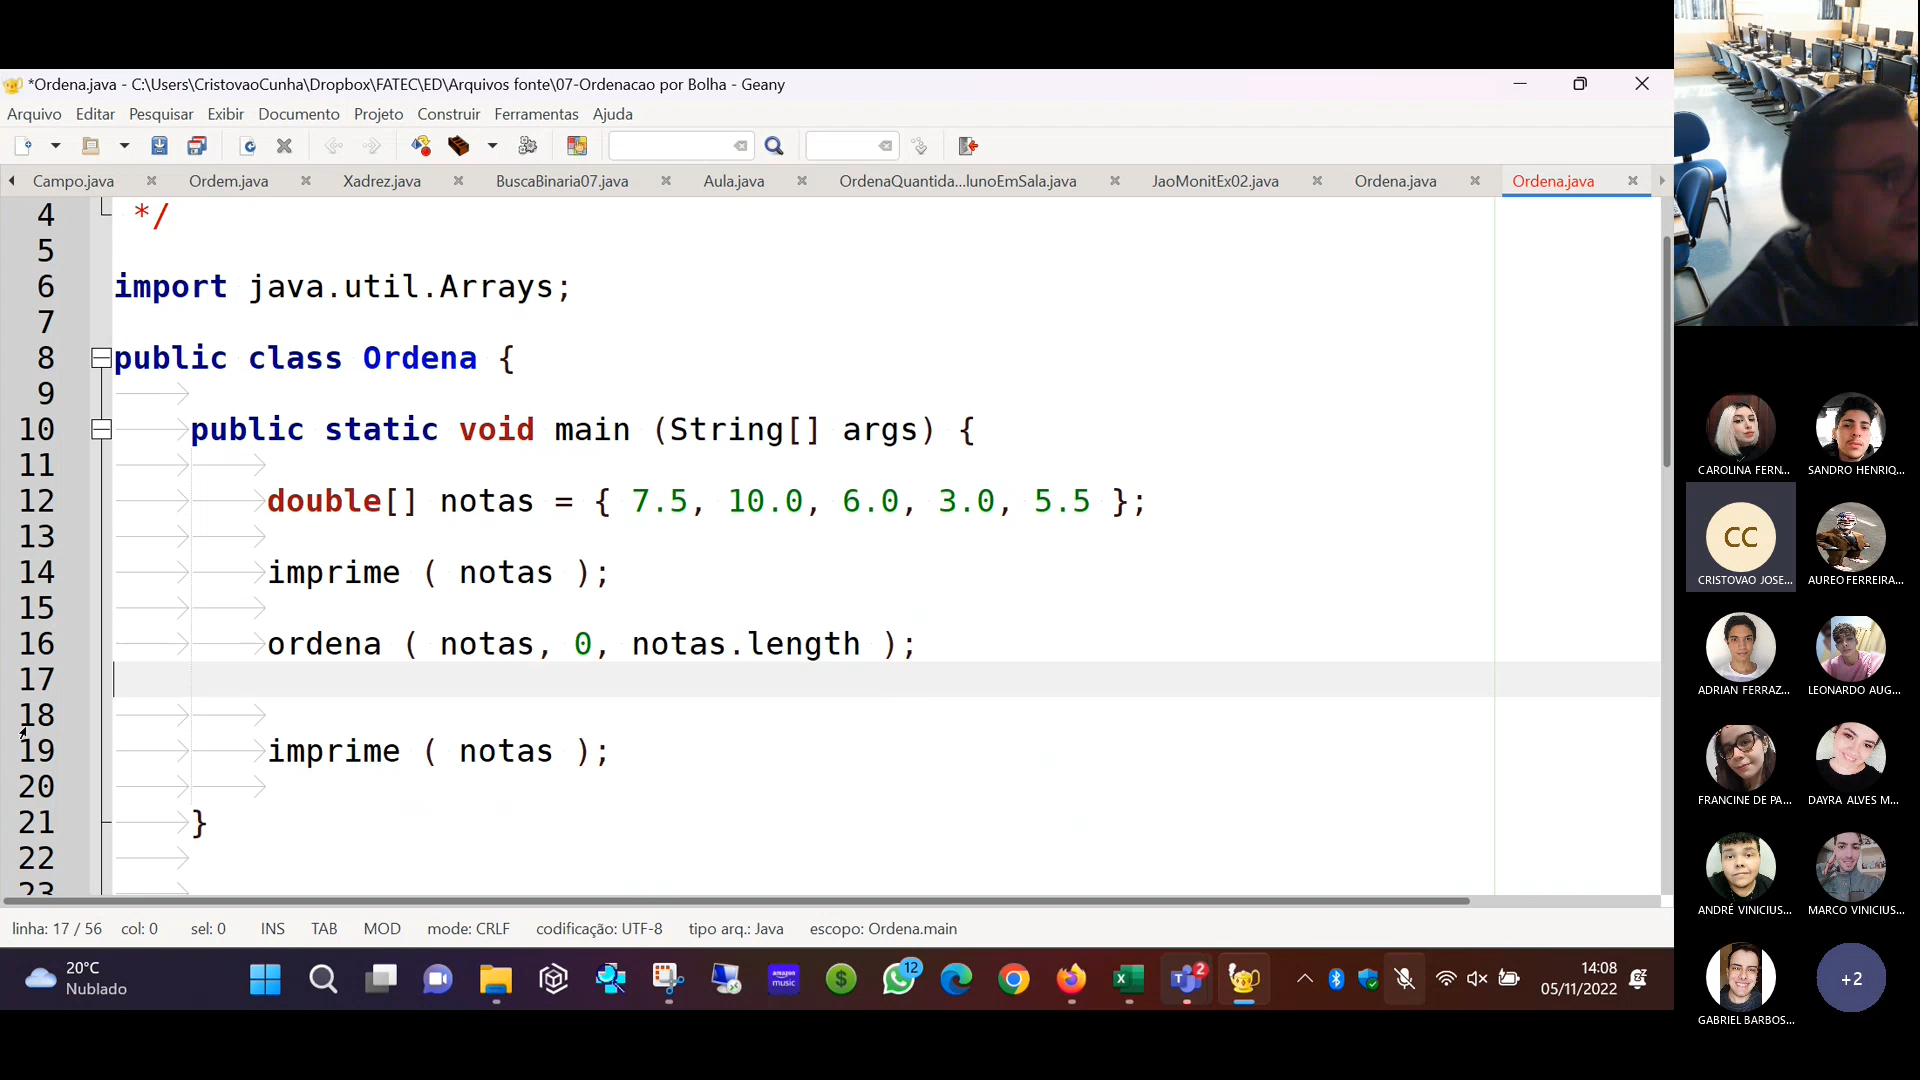 *Ordena.java - C:\Users\CristovaoCunha\Dropbox\FATEC\ED\Arquivos fonte\07-Ordenacao por Bolha - Geany
Arquivo Editar Pesquisar Exibir Documento Projeto Construir Ferramentas Ajuda
Campo.java Ordem.java Xadrez.java BuscaBinaria07.java Aula.java OrdenaQuantida...lunoEmSala.java JaoMonitEx02.java Ordena.java Ordena.java
4 */
5
6 import java.util.Arrays;
7
8 public class Ordena {
9
10 public static void main (String[] args) {
11
12 double[] notas = { 7.5, 10.0, 6.0, 3.0, 5.5 };
13
14 imprime ( notas );
15
16 ordena ( notas, 0, notas.length );
17
18
19 imprime ( notas );
20
21 }
22
23
linha: 17 / 56 col: 0 sel: 0 INS TAB MOD mode: CRLF codificação: UTF-8 tipo arq.: Java escopo: Ordena.main
20°C
Nublado
amazon music
12
2
14:08
05/11/2022
CAROLINA FERN... SANDRO HENRIQ...
CC
CRISTOVAO JOSE... AUREO FERREIRA...
ADRIAN FERRAZ... LEONARDO AUG...
FRANCINE DE PA... DAYRA ALVES M...
ANDRÉ VINICIUS... MARCO VINICIUS...
+2
GABRIEL BARBOS...